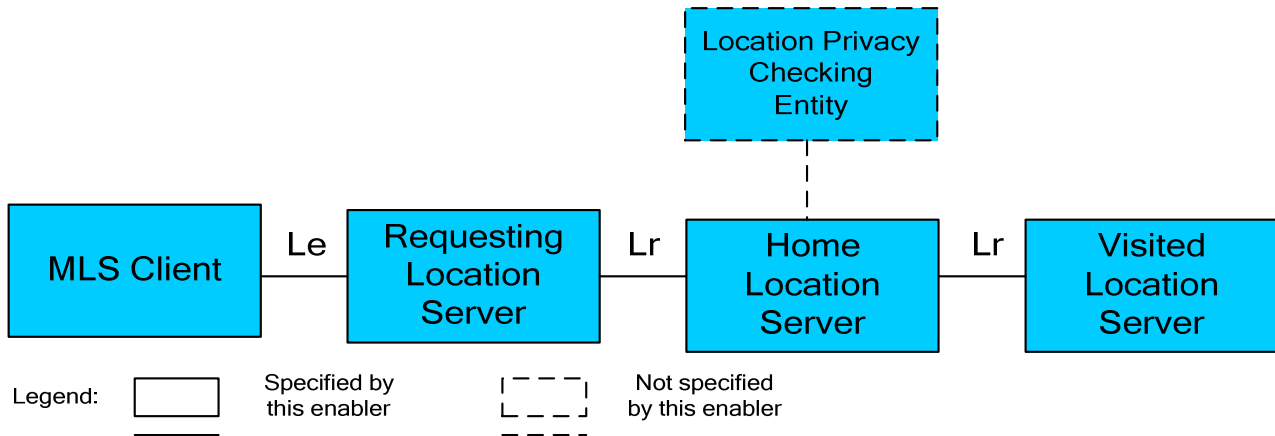 Location Privacy
Checking
Entity
MLS Client
Le
Requesting
Location
Server
Lr
Home
Location
Server
Lr
Visited
Location
Server
Legend:
Specified by
this enabler
Not specified
by this enabler